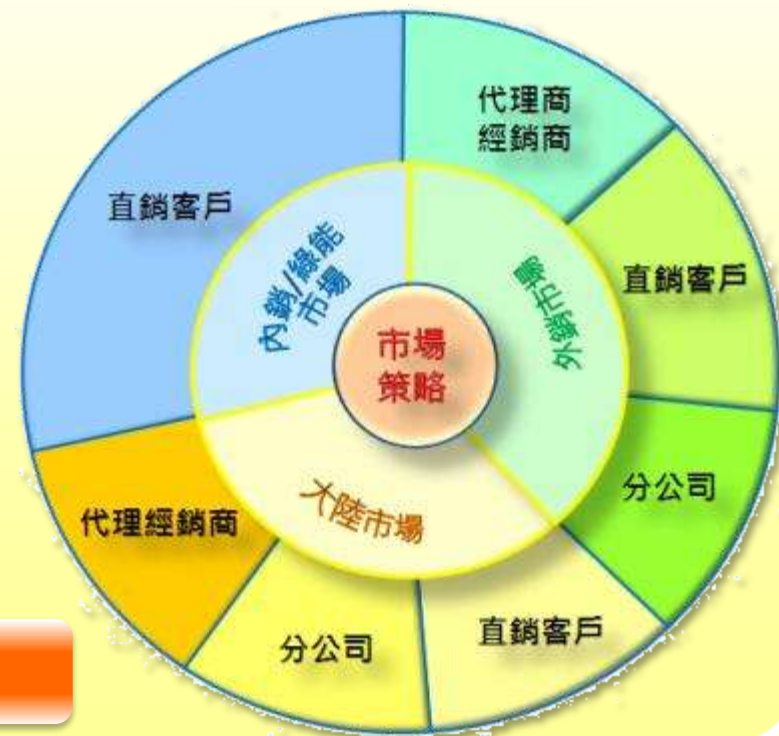 代理商
經銷商
直銷客戶
直銷客戶
內銷/綠能
市場
外銷市場
市場
策略
分公司
大陸市場
代理經銷商
直銷客戶
分公司